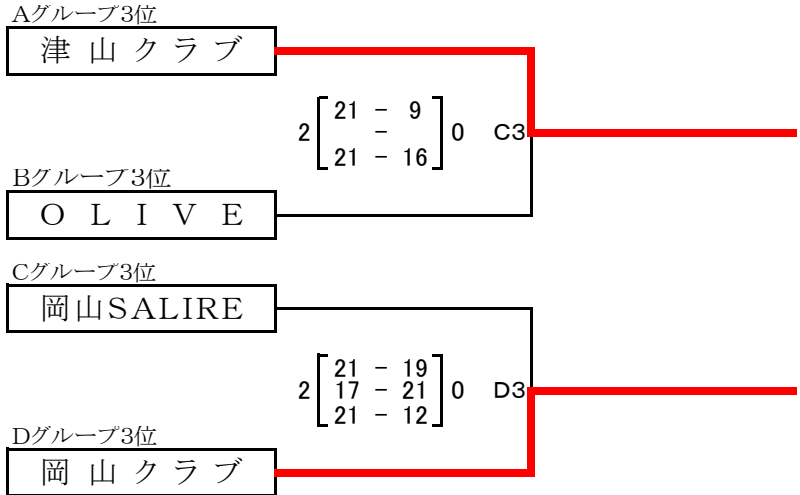 Aグループ3位
津山クラブ
21 - 9
2 - 0 C3
21 - 16
Bグループ3位
OLIVE
Cグループ3位
岡山SALIRE
21 - 19
2 17 - 21 0 D3
21 - 12
Dグループ3位
岡山クラブ